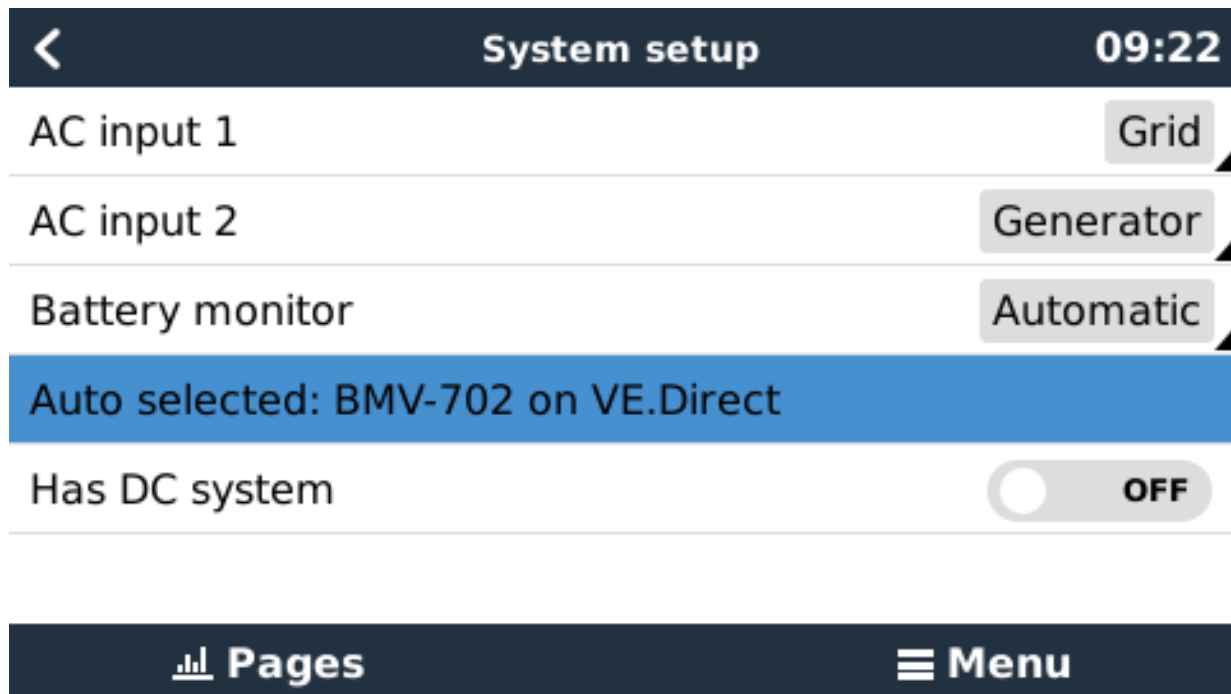 System setup 09:22
AC input 1 Grid
AC input 2 Generator
Battery monitor Automatic
Auto selected: BMV-702 on VE.Direct
Has DC system OFF
Pages Menu